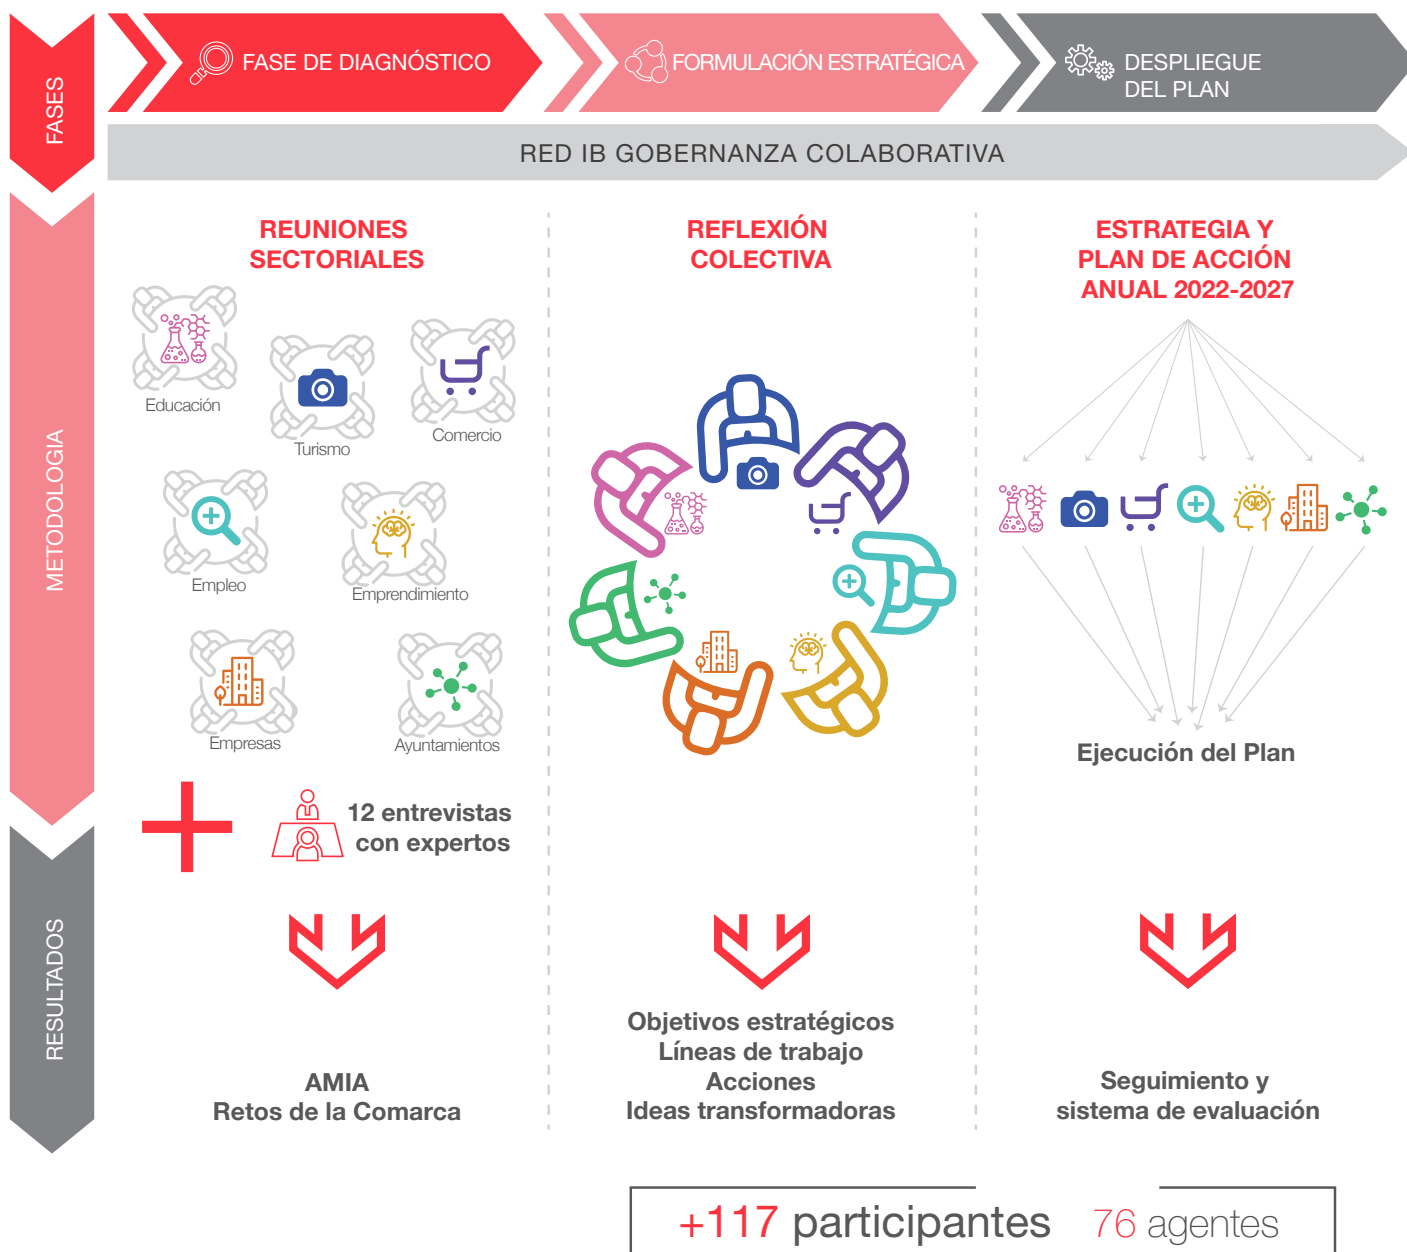 FASES
FASE DE DIAGNÓSTICO
FORMULACIÓN ESTRATÉGICA
DESPLIEGUE
DEL PLAN
RED IB GOBERNANZA COLABORATIVA
METODOLOGIA
REUNIONES
SECTORIALES
Educación
Turismo
Comercio
Empleo
Emprendimiento
Empresas
Ayuntamientos
12 entrevistas
con expertos
REFLEXIÓN
COLECTIVA
ESTRATEGIA Y
PLAN DE ACCIÓN
ANUAL 2022-2027
Ejecución del Plan
RESULTADOS
AMIA
Retos de la Comarca
Objetivos estratégicos
Líneas de trabajo
Acciones
Ideas transformadoras
Seguimiento y
sistema de evaluación
+117 participantes 76 agentes